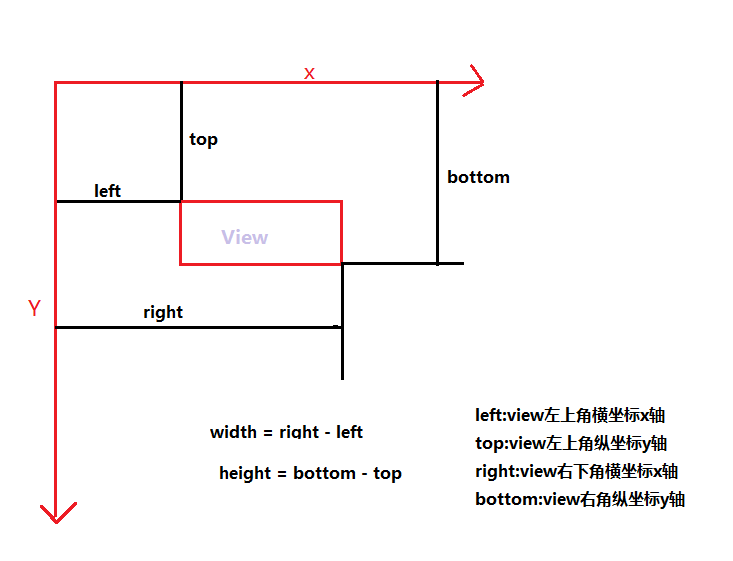 x
top
bottom
left
View
Y
right
left:view左上角横坐标x轴
width = right - left
top:view左上角纵坐标y轴
height = bottom - top
right:view右下角横坐标x轴
bottom:view右角纵坐标y轴